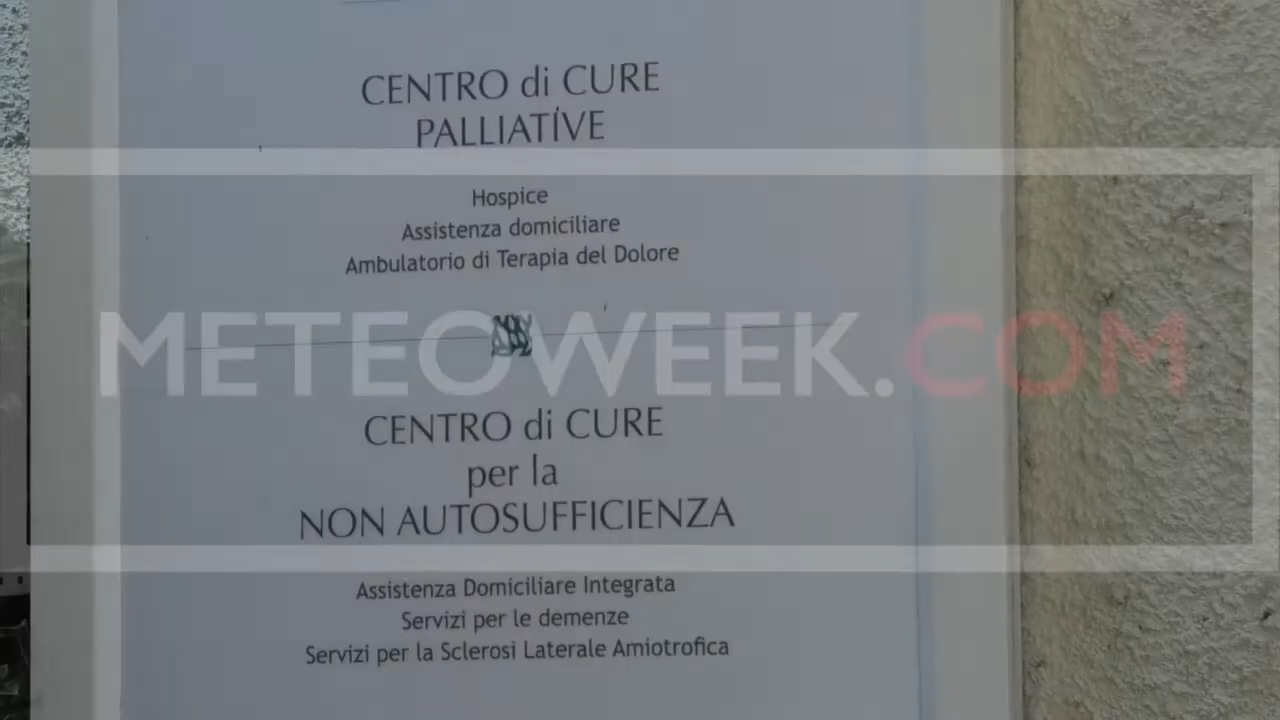 CENTRO di CURE
PALLIATÍVE
Hospice
Assistenza domiciliare
Ambulatorio di Terapia del Dolore
METEOWEEK.COM
CENTRO di CURE
per la
NON AUTOSUFFICIENZA
Assistenza Domiciliare Integrata
Servizi per le demenze
Servizi per la Sclerosi Laterale Amiotrofica